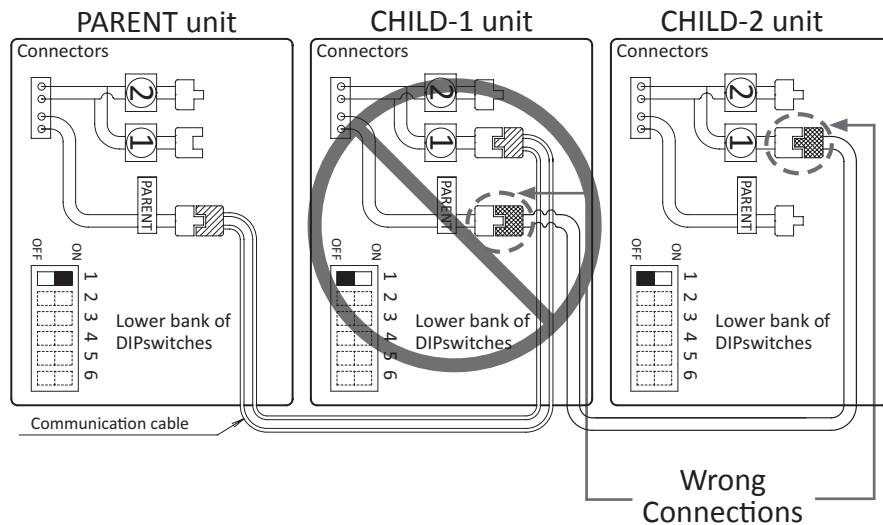 PARENT unit
CHILD-1 unit
CHILD-2 unit
Connectors
2
1
PARENT
OFF
ON
1
2
3
4
5
6
Lower bank of
DIPswitches
Connectors
2
1
PARENT
OFF
ON
1
2
3
4
5
6
Lower bank of
DIPswitches
Connectors
2
1
PARENT
OFF
ON
1
2
3
4
5
6
Lower bank of
DIPswitches
Communication cable
Wrong
Connections